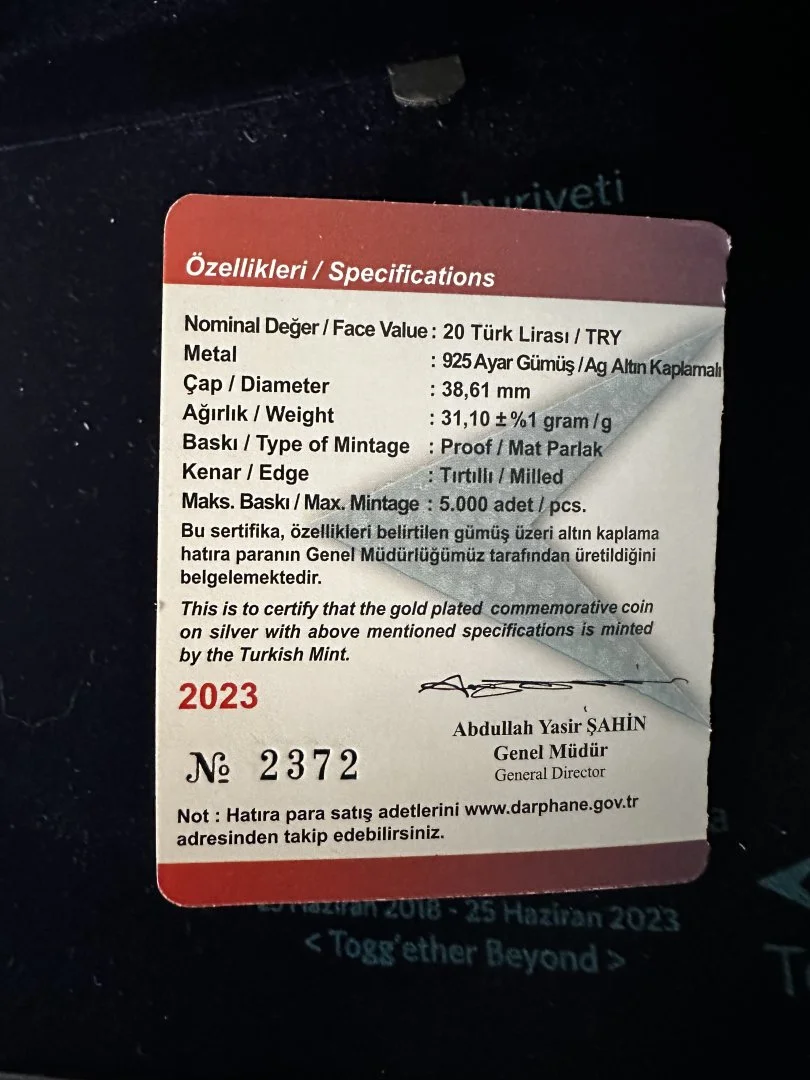 Özellikleri / Specifications
Nominal Değer / Face Value : 20 Türk Lirası / TRY
Metal : 925 Ayar Gümüş / Ag Altın Kaplamalı
Çap / Diameter : 38,61 mm
Ağırlık / Weight : 31,10 ± %1 gram / g
Baskı / Type of Mintage : Proof / Mat Parlak
Kenar / Edge : Tırtıllı / Milled
Maks. Baskı / Max. Mintage : 5.000 adet / pcs.
Bu sertifika, özellikleri belirtilen gümüş üzeri altın kaplama
hatıra paranın Genel Müdürlüğümüz tarafından üretildiğini
belgelemektedir.
This is to certify that the gold plated commemorative coin
on silver with above mentioned specifications is minted
by the Turkish Mint.
2023
Abdullah Yasir ŞAHİN
Genel Müdür
General Director
№ 2372
Not : Hatıra para satış adetlerini www.darphane.gov.tr
adresinden takip edebilirsiniz.
Haziran 2018 - 25 Haziran 2023
< Togg'ether Beyond >